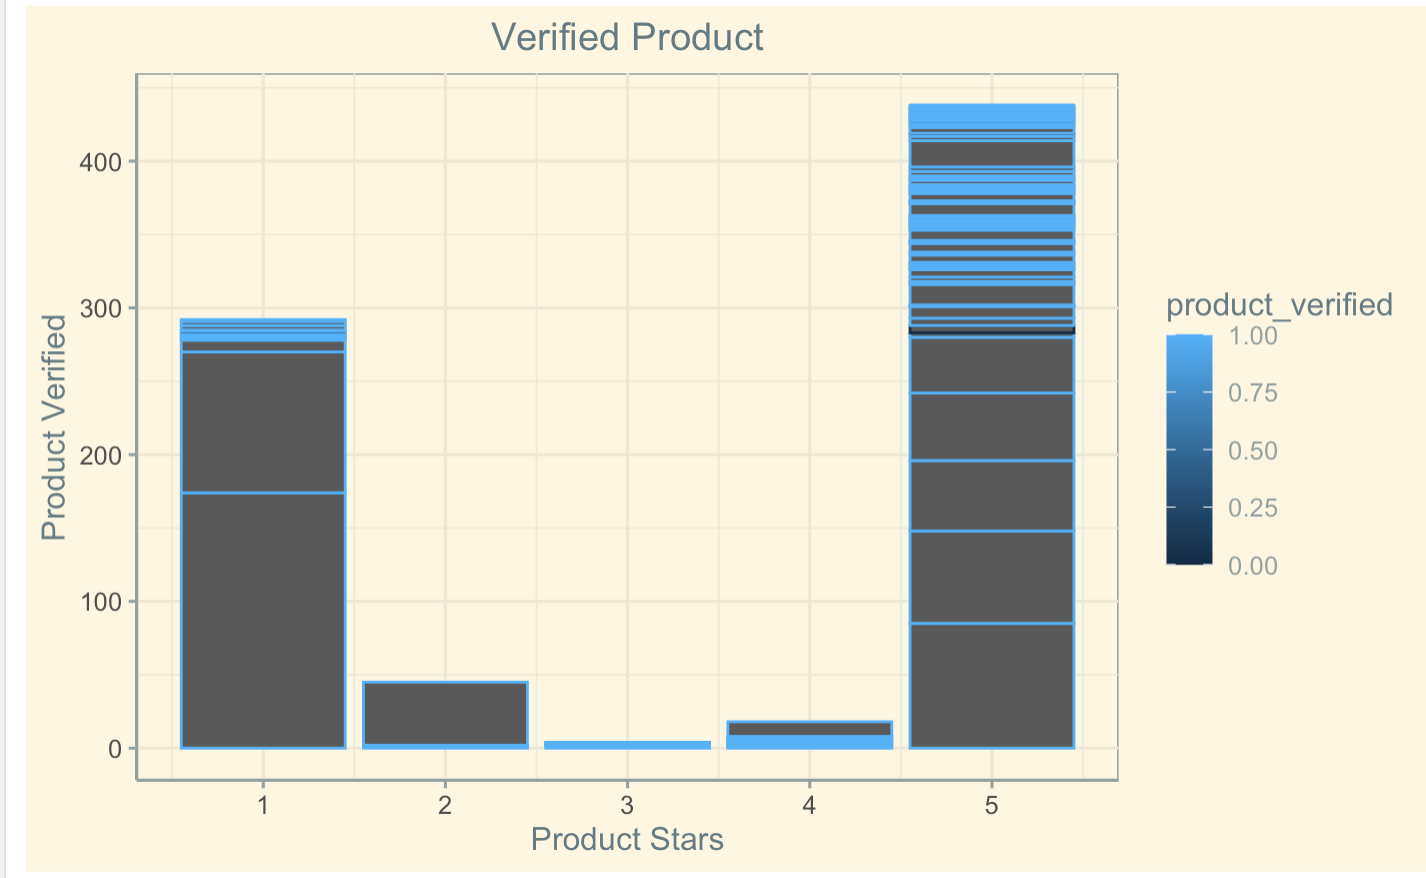 Verified Product
Product Verified
400
300
200
100
0
1 2 3 4 5
Product Stars
product_verified
1.00
0.75
0.50
0.25
0.00